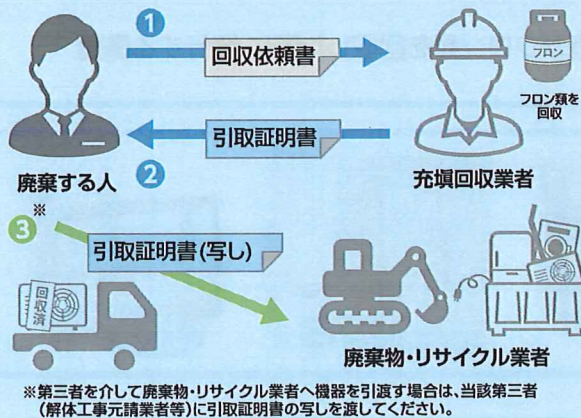 1
回収依頼書
フロン
フロン類を
回収
引取証明書
2
廃棄する人
充填回収業者
※
3
引取証明書(写し)
回収済
廃棄物・リサイクル業者
※第三者を介して廃棄物・リサイクル業者へ機器を引渡す場合は、当該第三者
(解体工事元請業者等)に引取証明書の写しを渡してください。